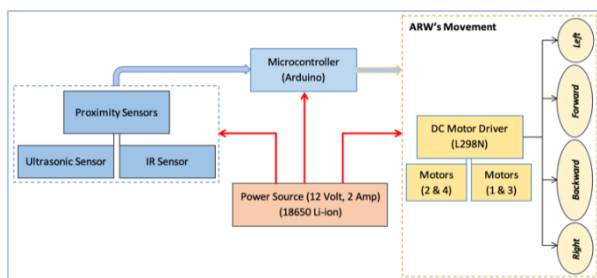 ARW's Movement
Left
Microcontroller
(Arduino)
Forward
Proximity Sensors
Ultrasonic Sensor
IR Sensor
DC Motor Driver
(L298N)
Motors
(2 & 4)
Motors
(1 & 3)
Backward
Power Source (12 Volt, 2 Amp)
(18650 Li-ion)
Right